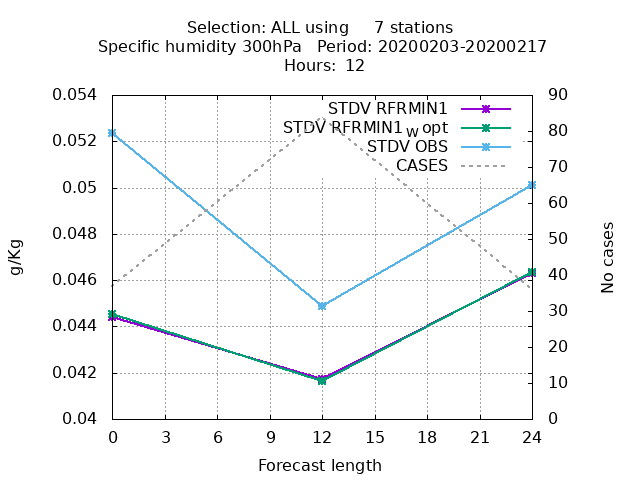 Selection: ALL using     7 stations
Specific humidity 300hPa   Period: 20200203-20200217
Hours: 12
0.054
0.052
0.05
0.048
0.046
0.044
0.042
0.04
g/Kg
STDV RFRMIN1
STDV RFRMIN1 w opt
STDV OBS
CASES
90
80
70
60
50
40
30
20
10
0
No cases
0 3 6 9 12 15 18 21 24
Forecast length